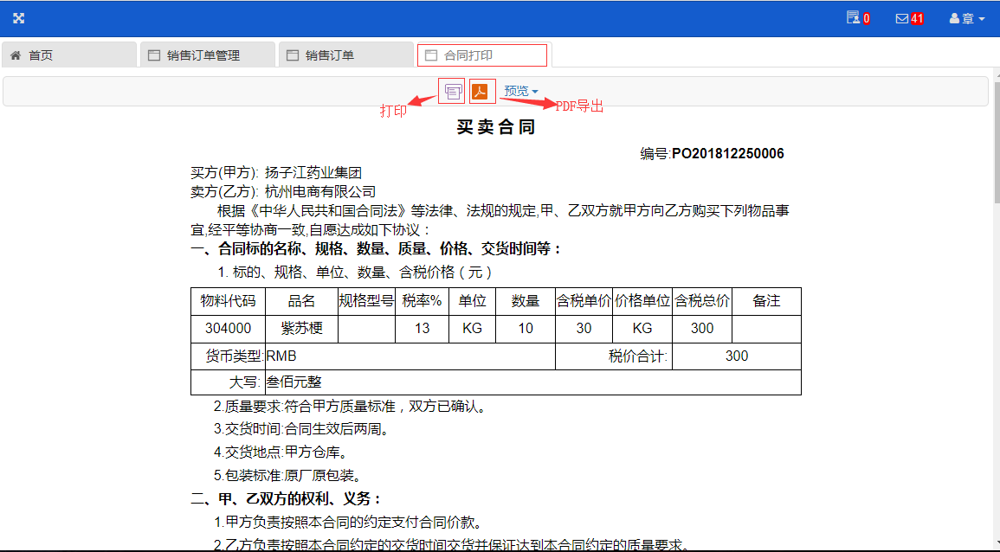 0 41 章
首页 销售订单管理 销售订单 合同打印
预览
打印 PDF导出
买 卖 合 同
编号:PO201812250006
买方(甲方): 扬子江药业集团
卖方(乙方): 杭州电商有限公司
根据《中华人民共和国合同法》等法律、法规的规定,甲、乙双方就甲方向乙方购买下列物品事
宜,经平等协商一致,自愿达成如下协议：
一、合同标的名称、规格、数量、质量、价格、交货时间等：
1. 标的、规格、单位、数量、含税价格（元）
物料代码 品名 规格型号 税率% 单位 数量 含税单价 价格单位 含税总价 备注
304000 紫苏梗 13 KG 10 30 KG 300
货币类型: RMB 税价合计: 300
大写: 叁佰元整
2.质量要求:符合甲方质量标准，双方已确认。
3.交货时间:合同生效后两周。
4.交货地点:甲方仓库。
5.包装标准:原厂原包装。
二、甲、乙双方的权利、义务：
1.甲方负责按照本合同的约定支付合同价款。
2.乙方负责按照本合同约定的交货时间交货并保证达到本合同约定的质量要求。